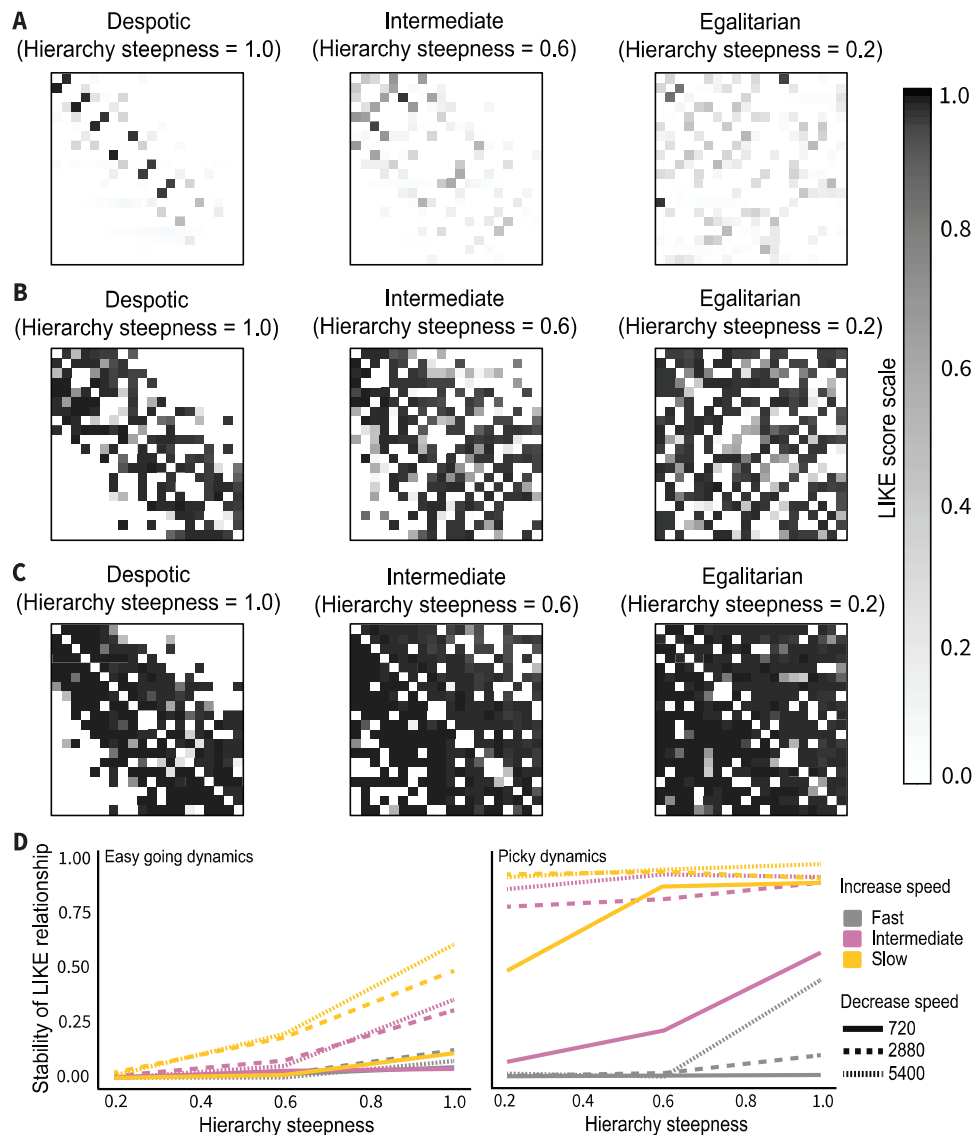 A
Despotic
(Hierarchy steepness = 1.0)
Intermediate
(Hierarchy steepness = 0.6)
Egalitarian
(Hierarchy steepness = 0.2)
B
Despotic
(Hierarchy steepness = 1.0)
Intermediate
(Hierarchy steepness = 0.6)
Egalitarian
(Hierarchy steepness = 0.2)
C
Despotic
(Hierarchy steepness = 1.0)
Intermediate
(Hierarchy steepness = 0.6)
Egalitarian
(Hierarchy steepness = 0.2)
LIKE score scale
1.0
0.8
0.6
0.4
0.2
0.0
D
Stability of LIKE relationship
1.00
0.75
0.50
0.25
0.00
Easy going dynamics
0.2
0.4
0.6
0.8
1.0
Hierarchy steepness
Picky dynamics
0.2
0.4
0.6
0.8
1.0
Hierarchy steepness
Increase speed
Fast
Intermediate
Slow
Decrease speed
720
2880
5400